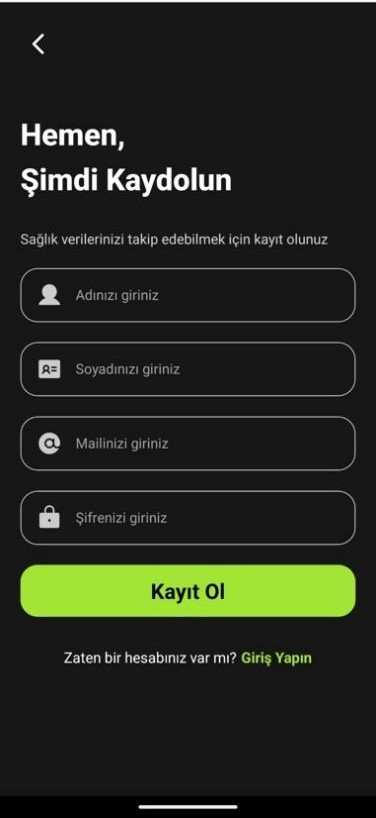 Hemen,
Şimdi Kaydolun
Sağlık verilerinizi takip edebilmek için kayıt olunuz
Adınızı giriniz
Soyadınızı giriniz
Mailinizi giriniz
Şifrenizi giriniz
Kayıt Ol
Zaten bir hesabınız var mı? Giriş Yapın